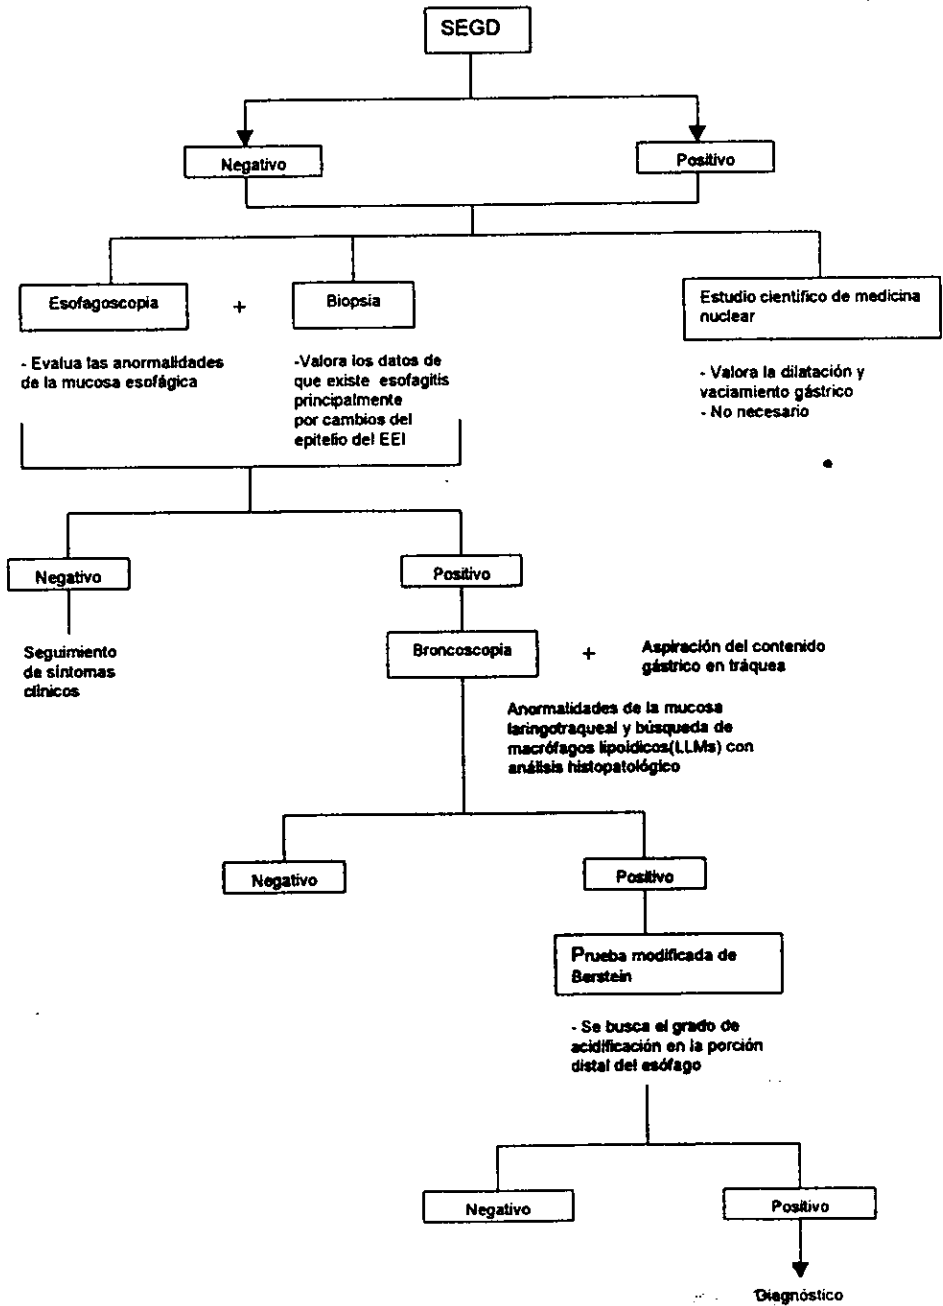 SEGD
Negativo
Positivo
Esofagoscopia
+
Biopsia
Estudio científico de medicina
nuclear
- Evalua las anormalidades
de la mucosa esofágica
-Valora los datos de
que existe esofagitis
principalmente
por cambios del
epitelio del EEI
- Valora la dilatación y
vaciamiento gástrico
- No necesario
Negativo
Positivo
Seguimiento
de síntomas
clínicos
Broncoscopia
+
Aspiración del contenido
gástrico en tráquea
Anormalidades de la mucosa
laringotraqueal y búsqueda de
macrófagos lipoídicos(LLMs) con
análisis histopatológico
Negativo
Positivo
Prueba modificada de
Berstein
- Se busca el grado de
acidificación en la porción
distal del esófago
Negativo
Positivo
Diagnóstico